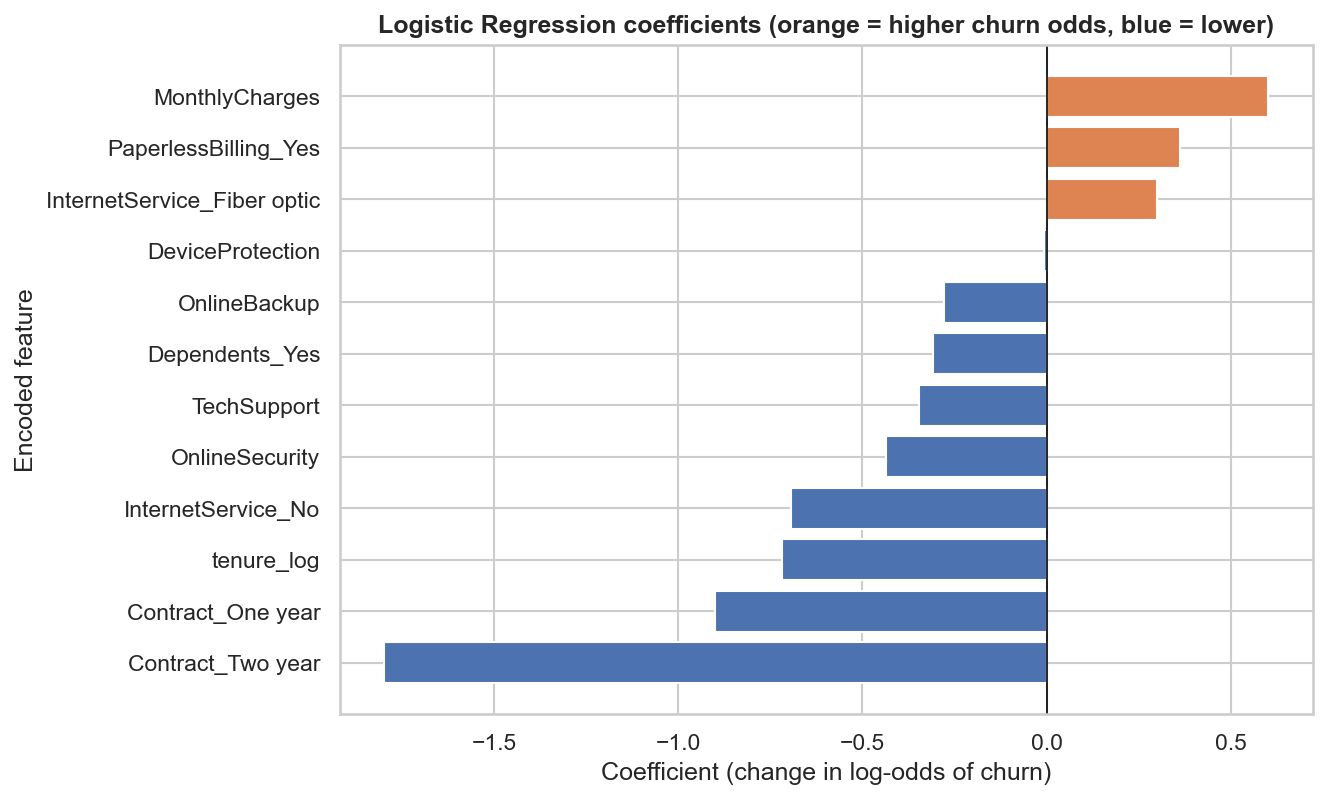 Logistic Regression coefficients (orange = higher churn odds, blue = lower)
MonthlyCharges
PaperlessBilling_Yes
InternetService_Fiber optic
DeviceProtection
OnlineBackup
Dependents_Yes
TechSupport
OnlineSecurity
InternetService_No
tenure_log
Contract_One year
Contract_Two year
Encoded feature
−1.5 −1.0 −0.5 0.0 0.5
Coefficient (change in log-odds of churn)